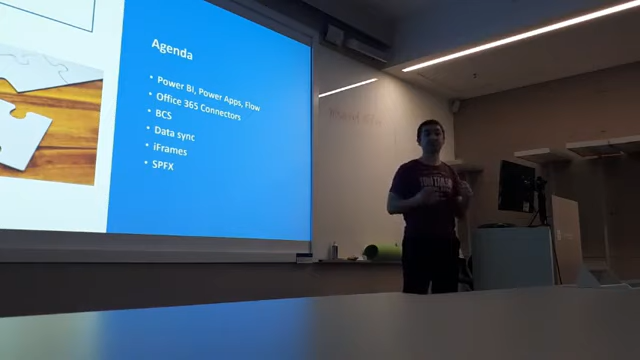 Agenda
• Power Bi, Power Apps, Flow
• Office 365 Connectors
• BCS
• Data sync
• iFrames
• SPFX